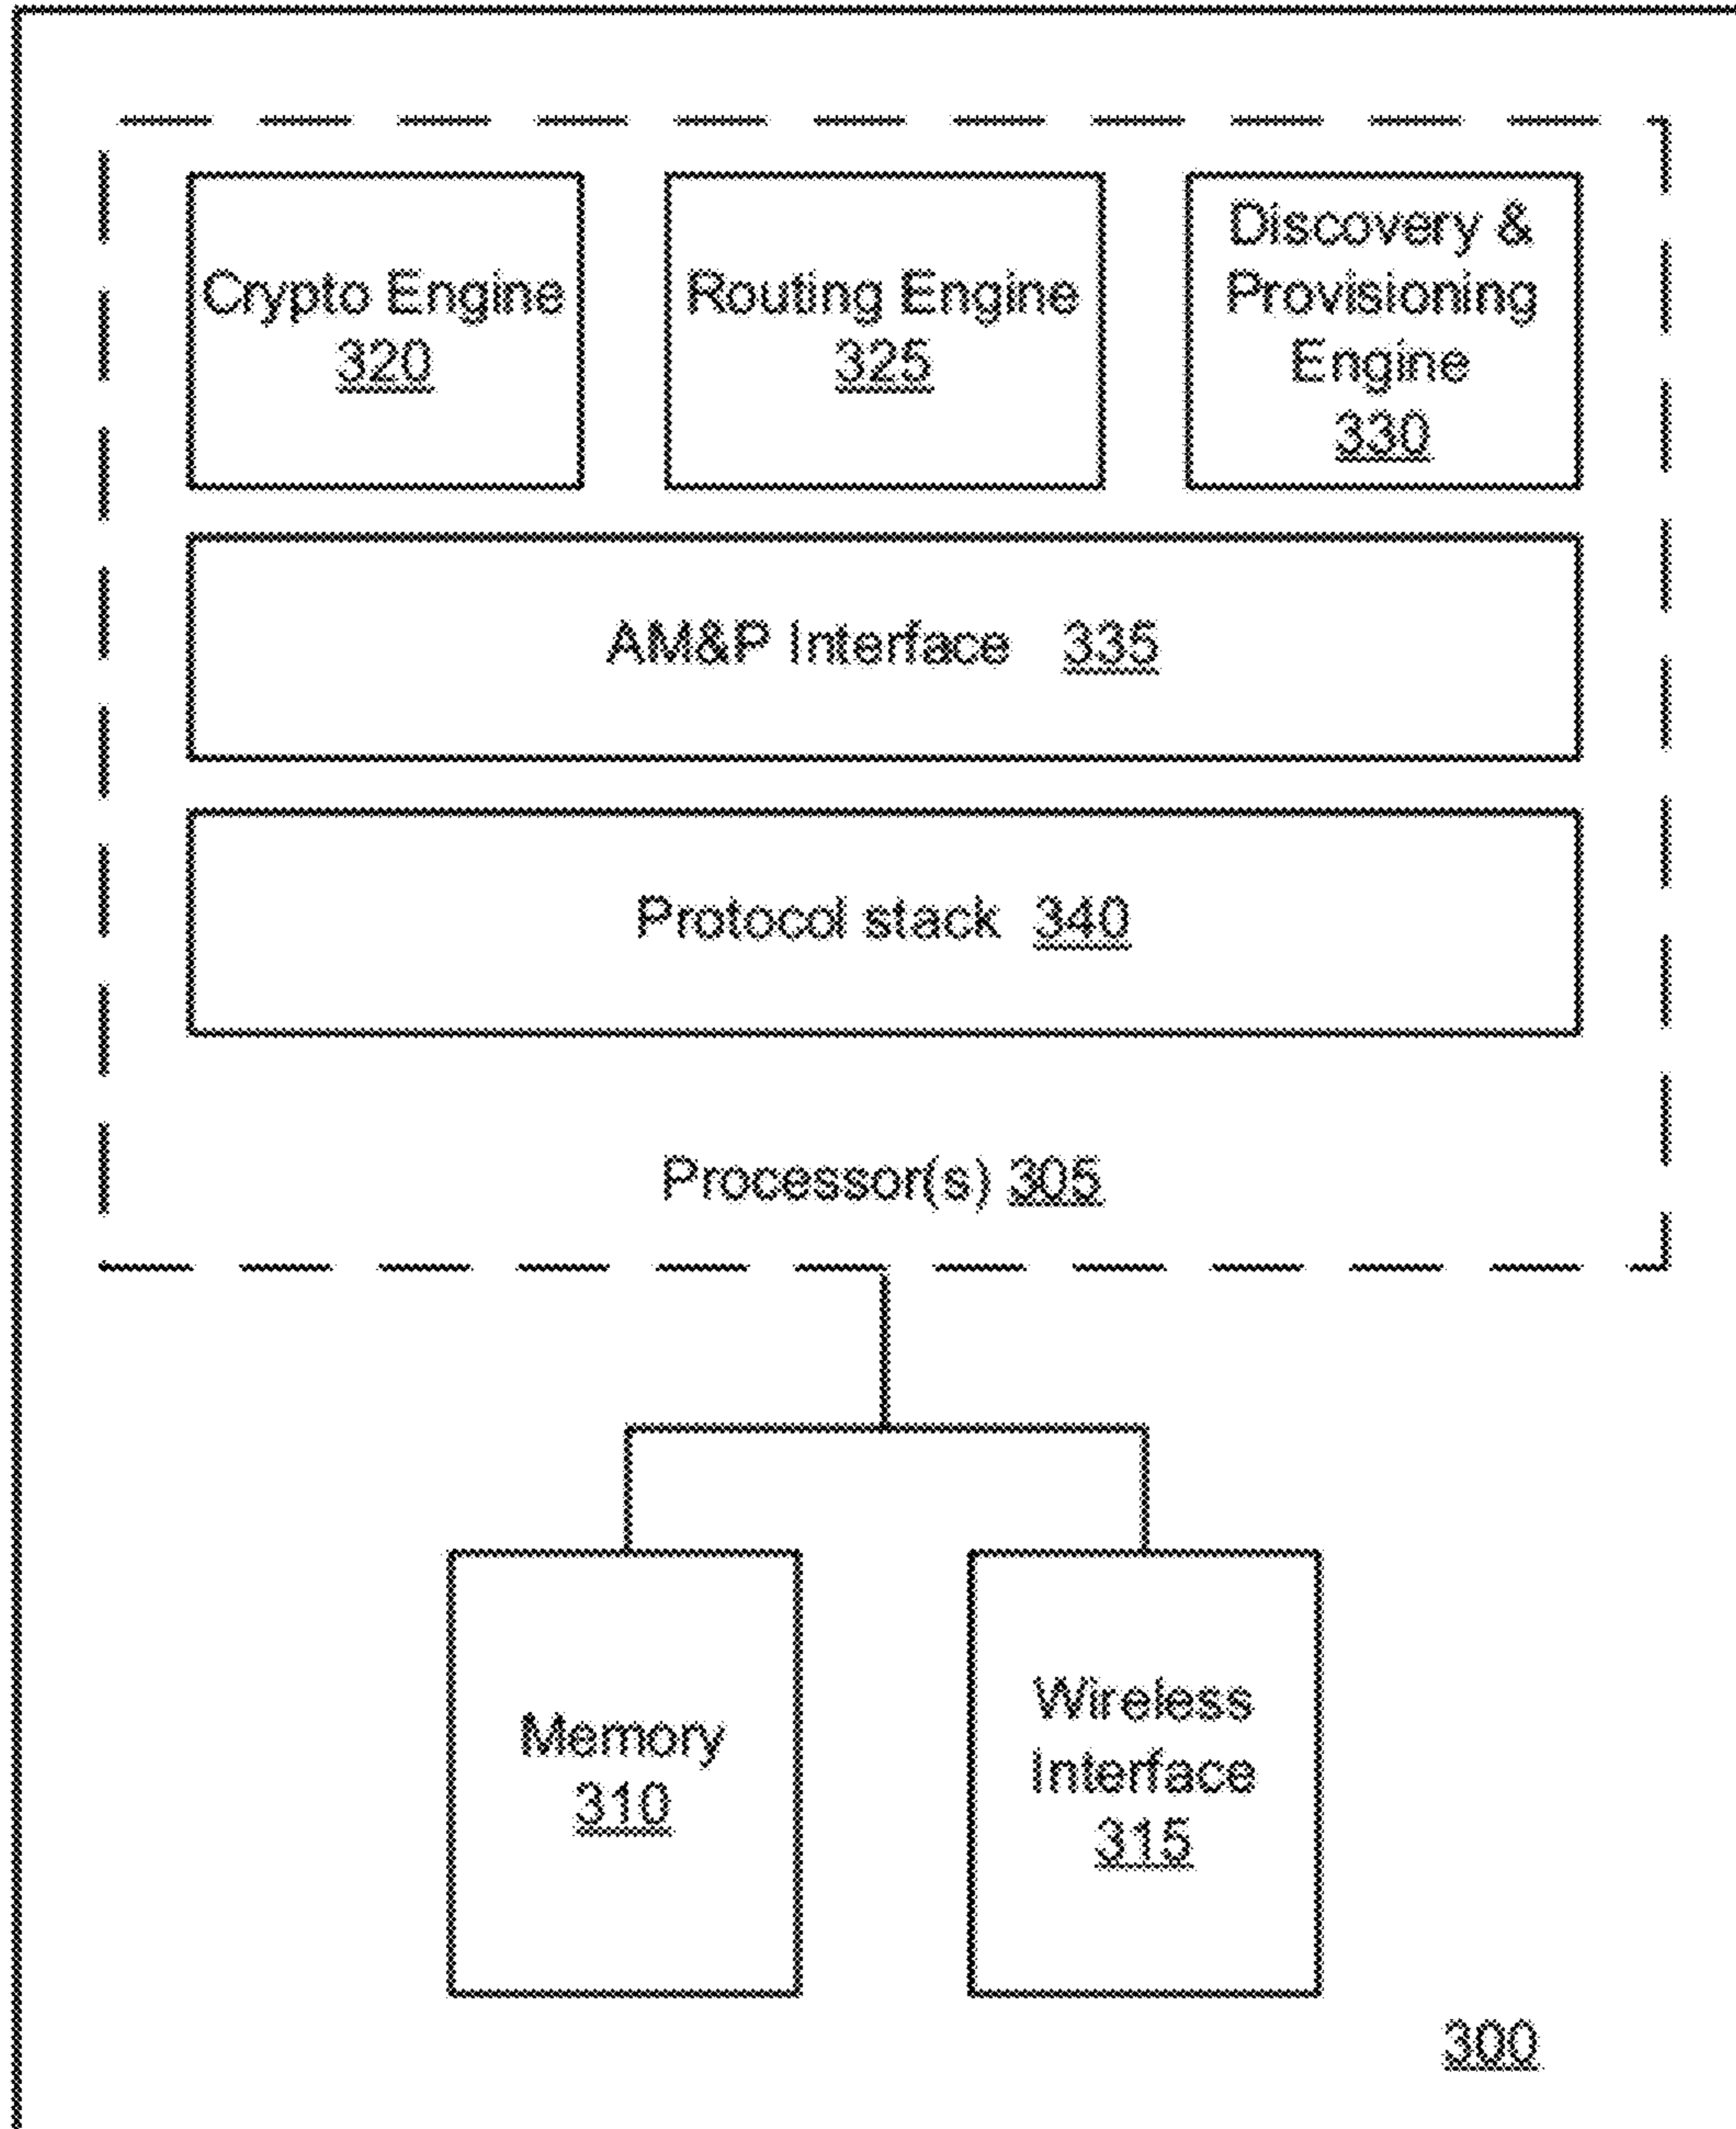 Crypto Engine
320
Routing Engine
325
Discovery &
Provisioning
Engine
330
AM&P Interface 335
Protocol stack 340
Processor(s) 305
Memory
310
Wireless
Interface
315
300